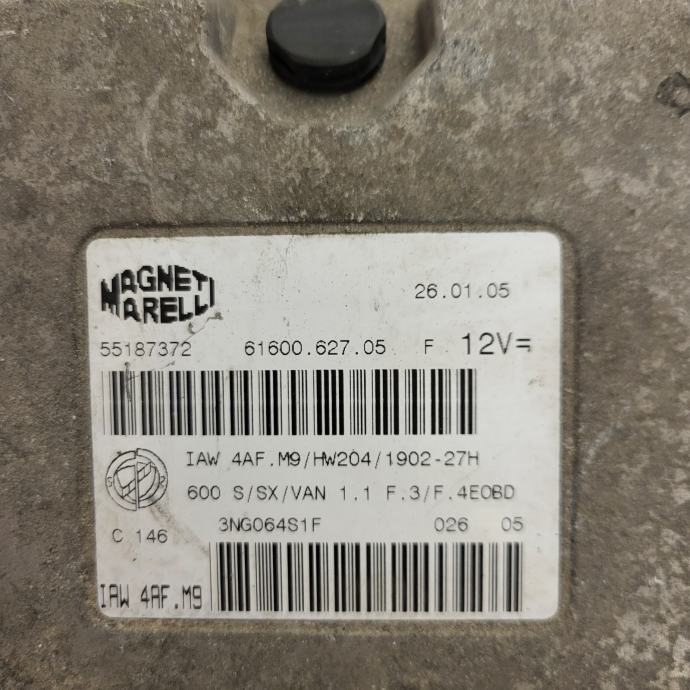 MAGNETI
MARELLI
26.01.05
55187372 61600.627.05 F 12V=
IAW 4AF.M9/HW204/1902-27H
600 S/SX/VAN 1.1 F.3/F.4EOBD
3NG064S1F 026 05
C 146
IAW 4AF.M9